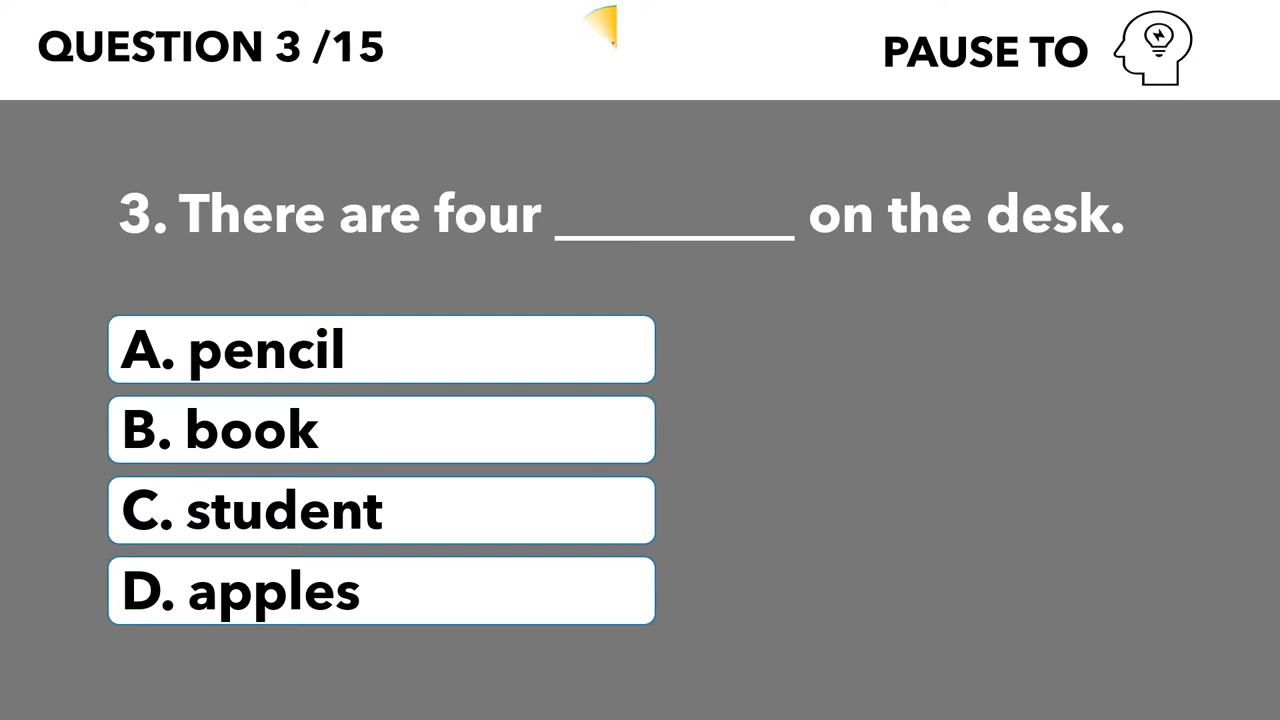 QUESTION 3 /15
PAUSE TO
3. There are four _________ on the desk.
A. pencil
B. book
C. student
D. apples